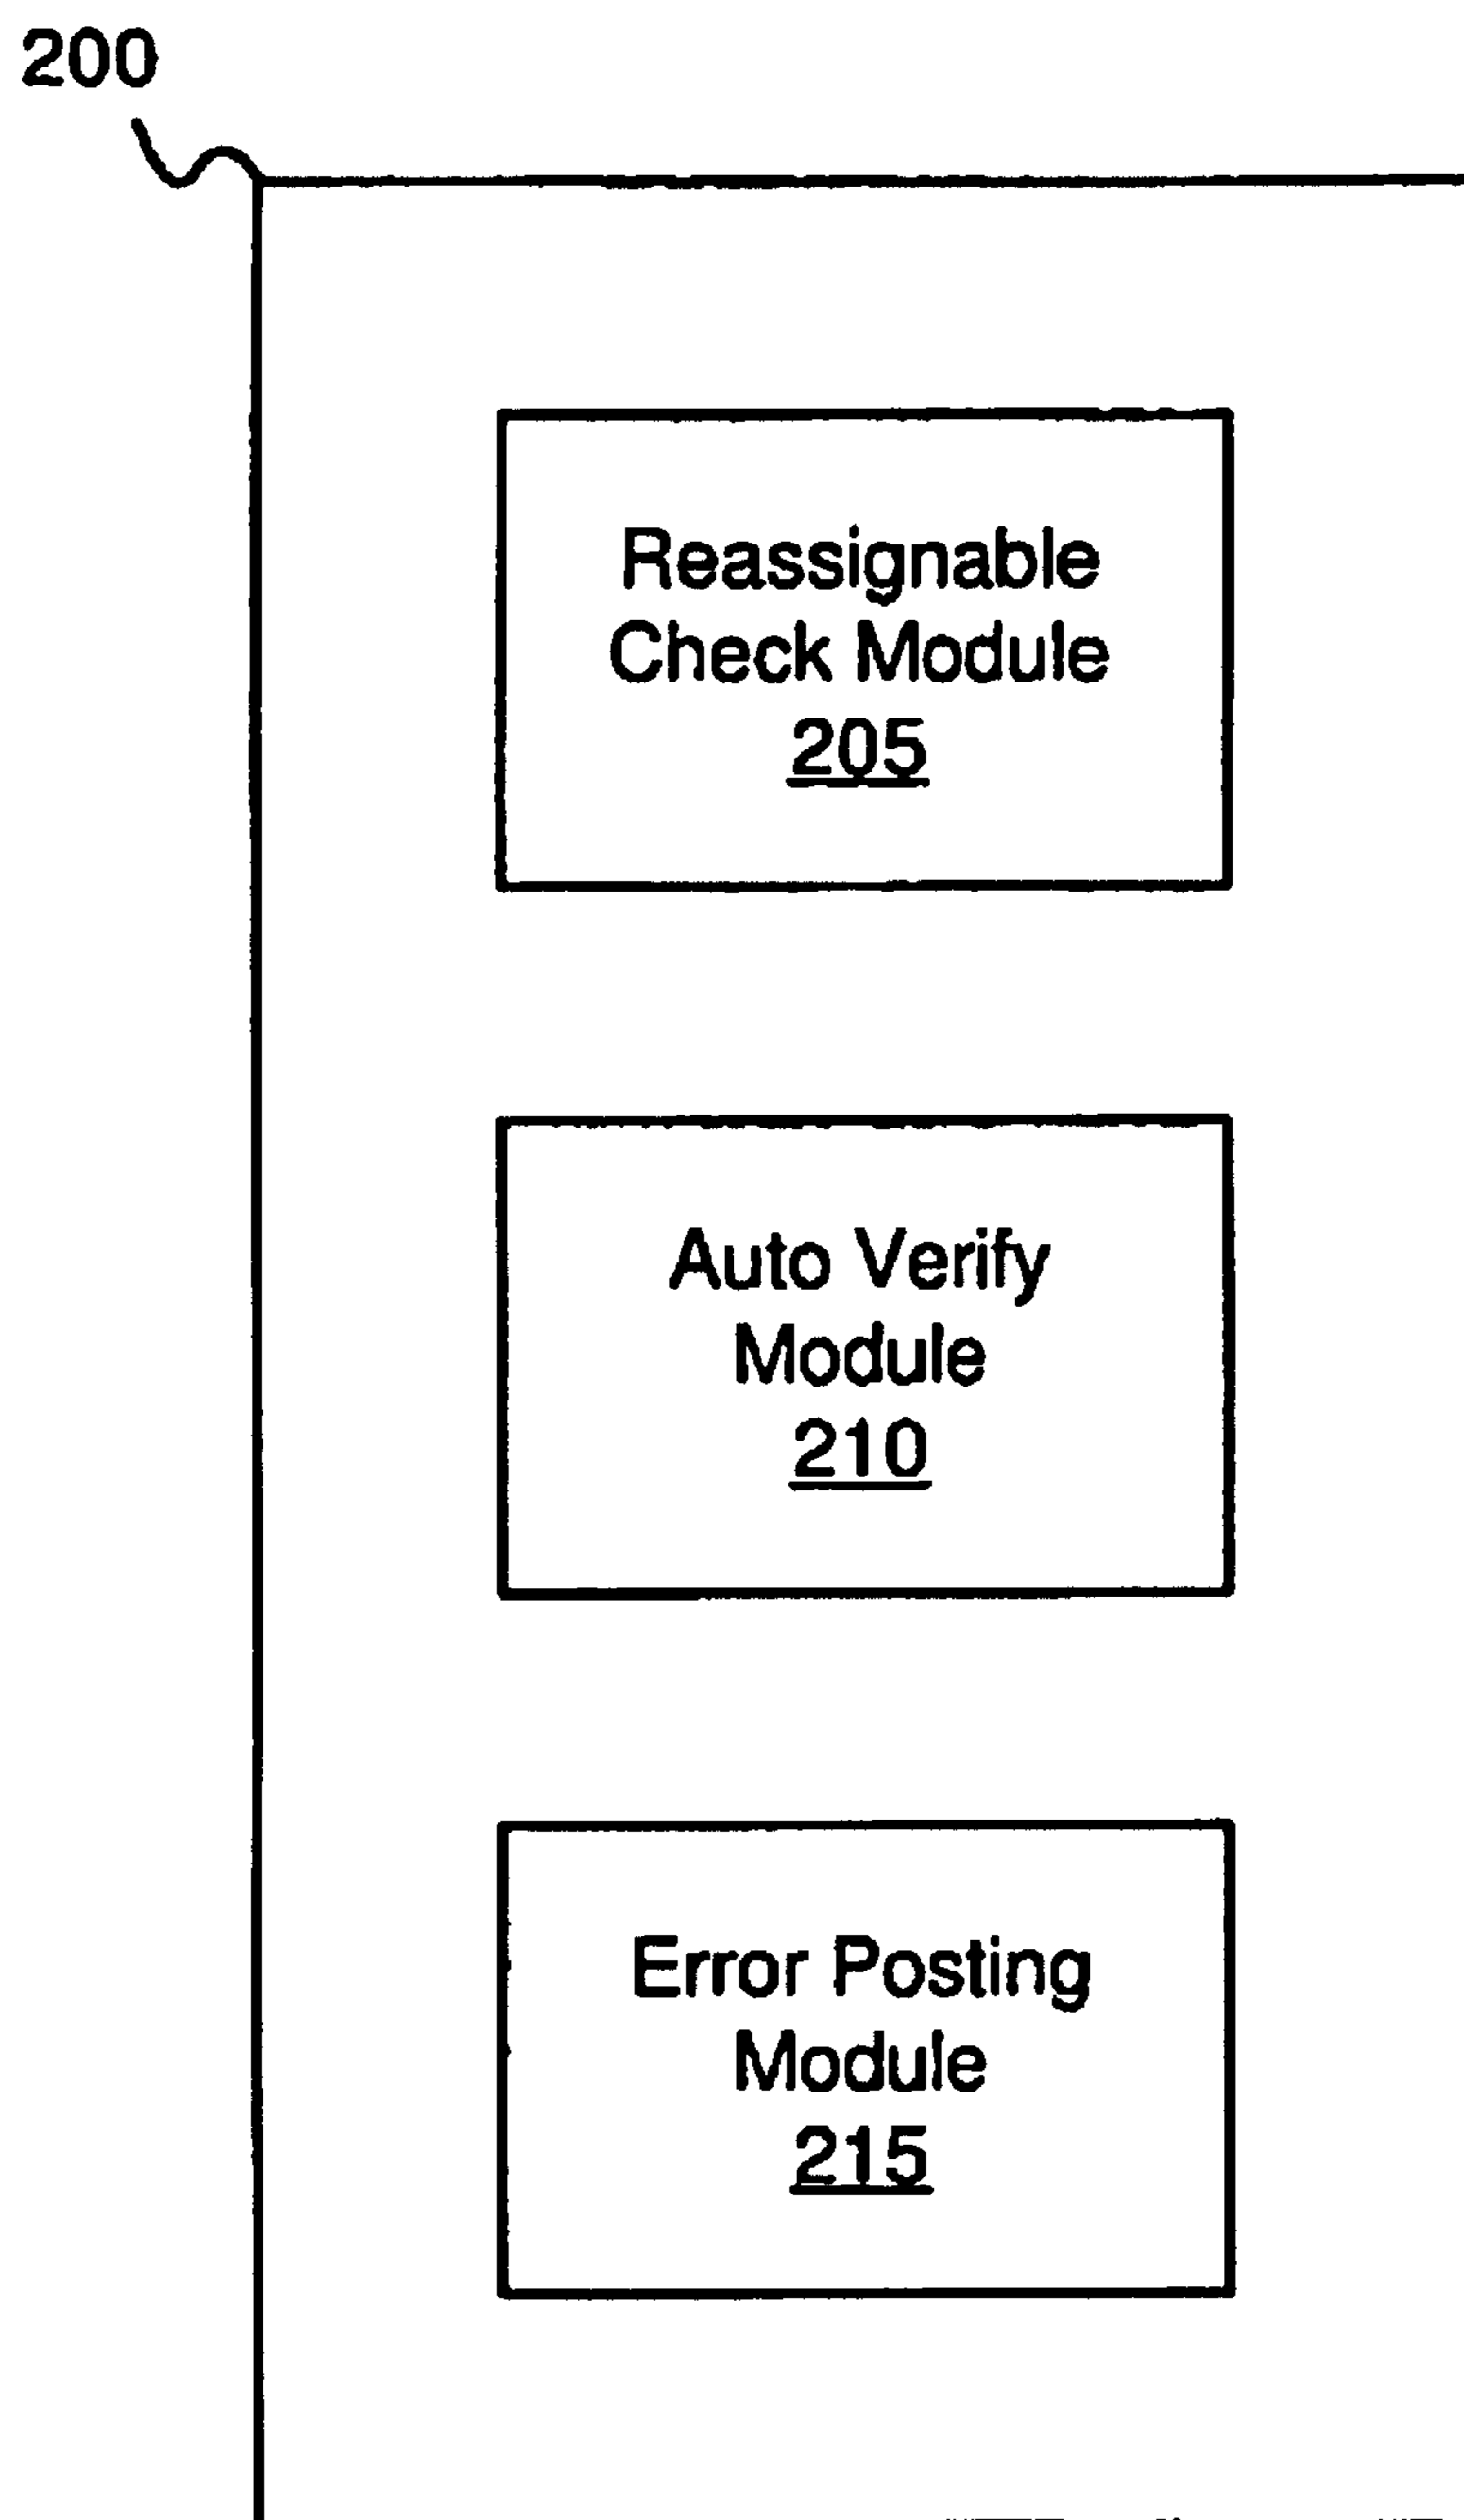 200
Reassignable
Check Module
205
Auto Verify
Module
210
Error Posting
Module
215